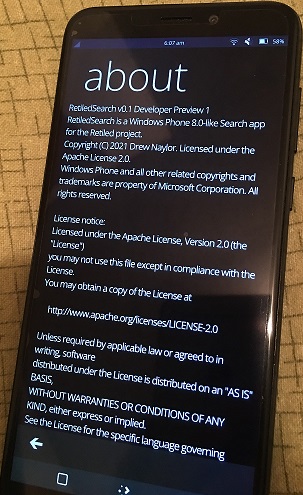 6:07 am
58%
about
RetiledSearch v0.1 Developer Preview 1
RetiledSearch is a Windows Phone 8.0-like Search app
for the Retiled project.
Copyright (C) 2021 Drew Naylor. Licensed under the
Apache License 2.0.
Windows Phone and all other related copyrights and
trademarks are property of Microsoft Corporation. All
rights reserved.
License notice:
Licensed under the Apache License, Version 2.0 (the
"License")
you may not use this file except in compliance with the
License.
You may obtain a copy of the License at
http://www.apache.org/licenses/LICENSE-2.0
Unless required by applicable law or agreed to in
writing, software
distributed under the License is distributed on an "AS IS"
BASIS,
WITHOUT WARRANTIES OR CONDITIONS OF ANY
KIND, either express or implied.
See the License for the specific language governing